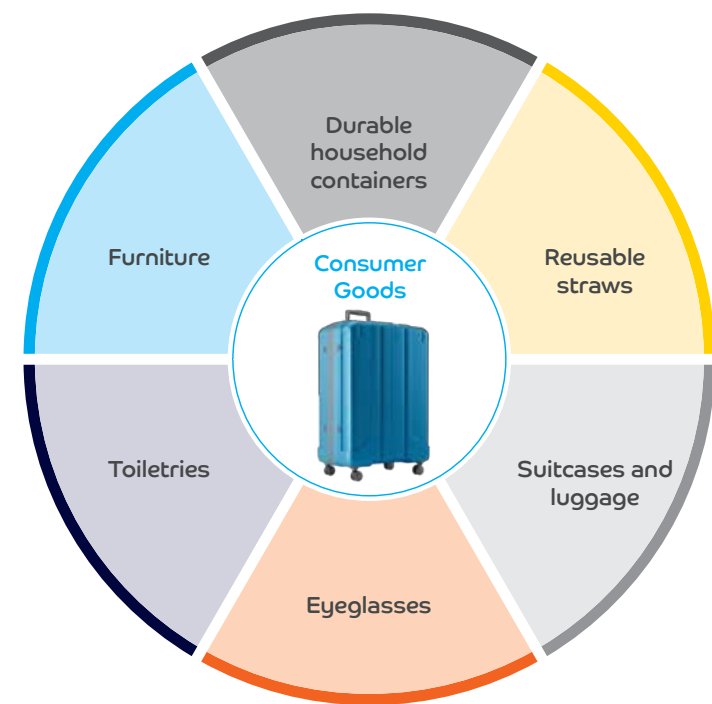 Durable
household
containers
Furniture
Consumer
Goods
Reusable
straws
Toiletries
Suitcases and
luggage
Eyeglasses